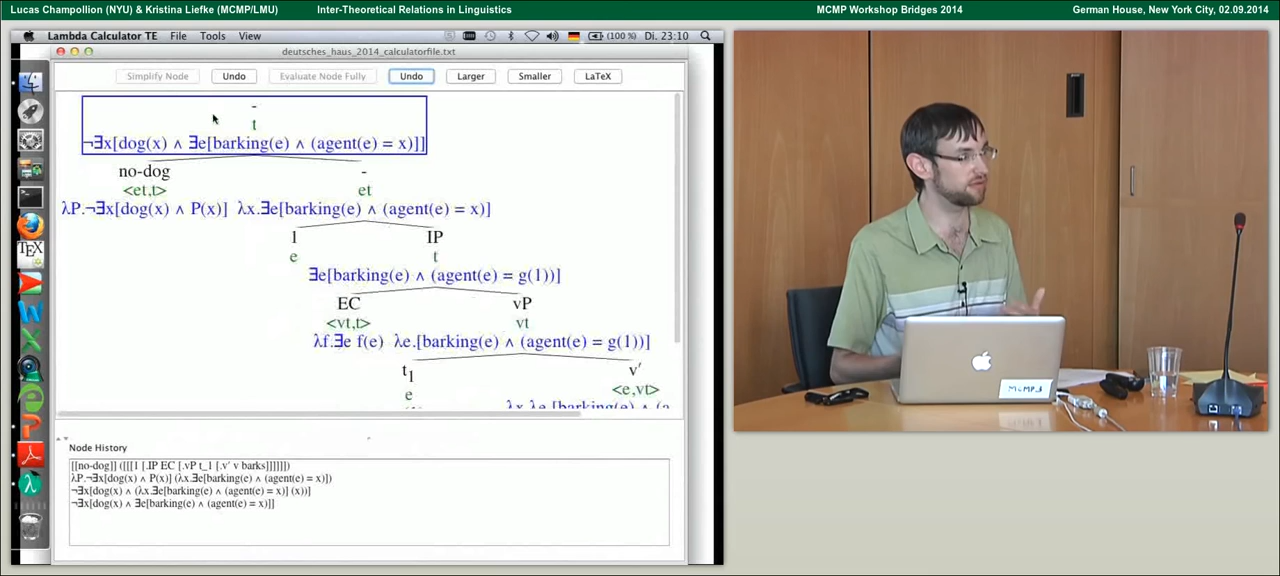 Lucas Champollion (NYU) & Kristina Liefke (MCMP/LMU) Inter-Theoretical Relations in Linguistics MCMP Workshop Bridges 2014 German House, New York City, 02.09.2014
Lambda Calculator TE File Tools View (100 %) Di. 23:10
deutsches_haus_2014_calculatorfile.txt
Simplify Node Undo Evaluate Node Fully Undo Larger Smaller LaTeX
-
t
¬∃x[dog(x) ∧ ∃e[barking(e) ∧ (agent(e) = x)]]
no-dog -
<et,t> et
λP.¬∃x[dog(x) ∧ P(x)] λx.∃e[barking(e) ∧ (agent(e) = x)]
1 IP
e t
∃e[barking(e) ∧ (agent(e) = g(1))]
EC vP
<vt,t> vt
λf.∃e f(e) λe.[barking(e) ∧ (agent(e) = g(1))]
t1 v'
e <e,vt>
λx.λe.[barking(e) ∧ (a
Node History
[[no-dog]] ([[[1 [.IP EC [.vP t_1 [.v' v barks]]]]]])
λP.¬∃x[dog(x) ∧ P(x)] (λx.∃e[barking(e) ∧ (agent(e) = x)])
¬∃x[dog(x) ∧ (λx.∃e[barking(e) ∧ (agent(e) = x)] (x))]
¬∃x[dog(x) ∧ ∃e[barking(e) ∧ (agent(e) = x)]]
MCMP